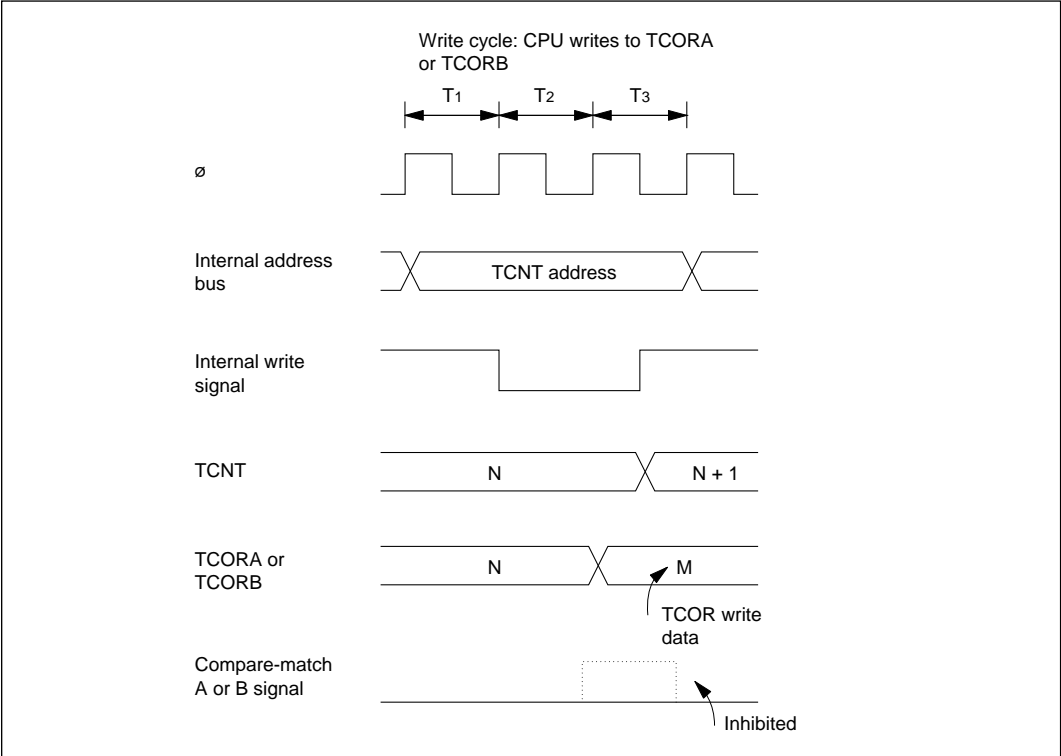 Write cycle: CPU writes to TCORA
or TCORB
T1 T2 T3
ø
Internal address
bus
TCNT address
Internal write
signal
TCNT
N
N + 1
TCORA or
TCORB
N
M
TCOR write
data
Compare-match
A or B signal
Inhibited